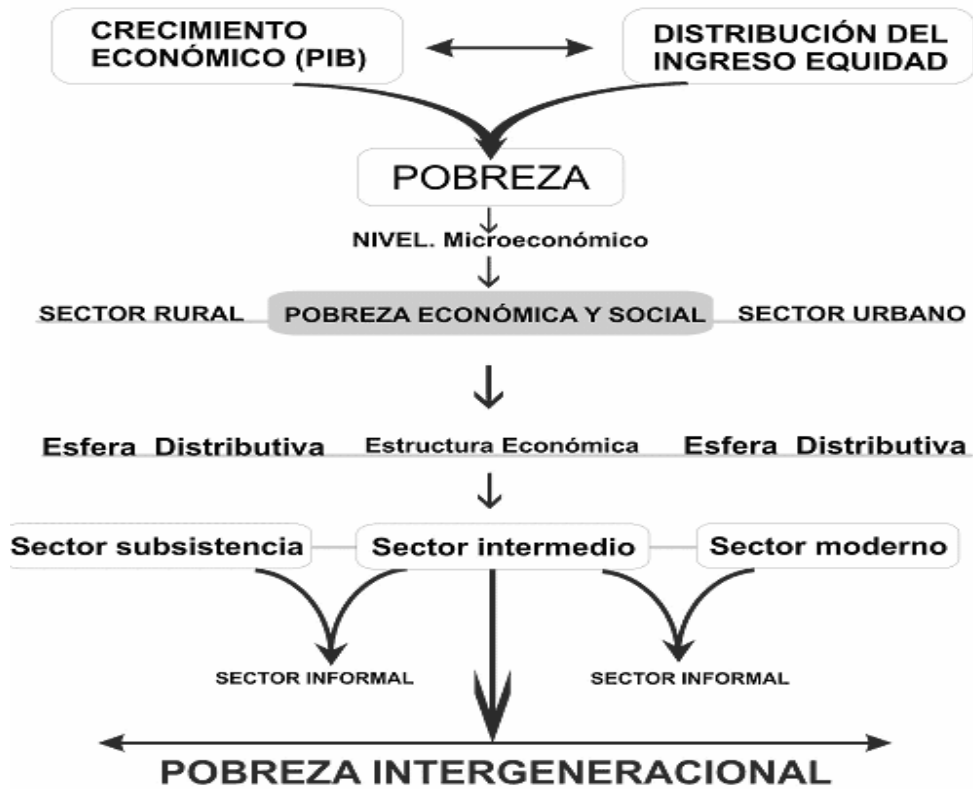 CRECIMIENTO
ECONÓMICO (PIB)
DISTRIBUCIÓN DEL
INGRESO EQUIDAD
POBREZA
NIVEL. Microeconómico
SECTOR RURAL
POBREZA ECONÓMICA Y SOCIAL
SECTOR URBANO
Esfera Distributiva
Estructura Económica
Esfera Distributiva
Sector subsistencia
Sector intermedio
Sector moderno
SECTOR INFORMAL
SECTOR INFORMAL
POBREZA INTERGENERACIONAL